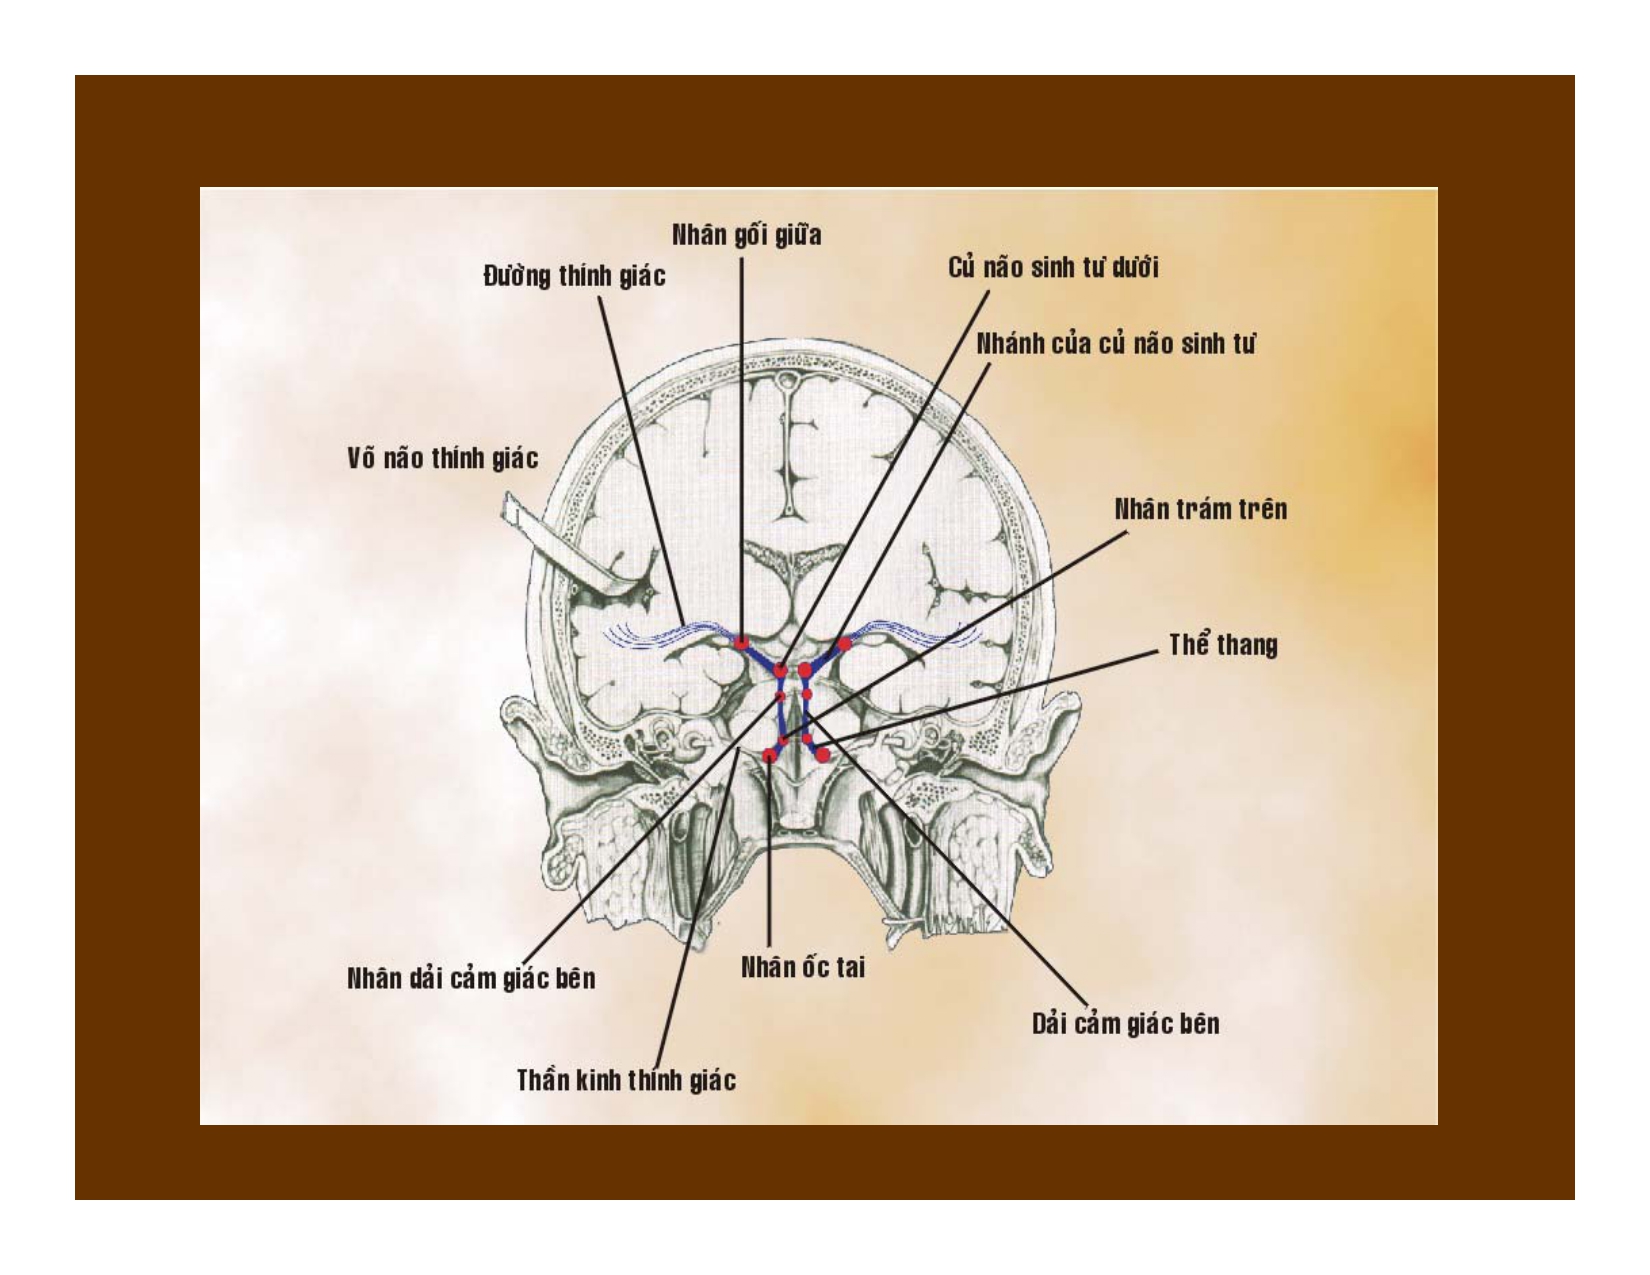 Nhân gối giữa
Đường thính giác
Củ não sinh tư dưới
Nhánh của củ não sinh tư
Võ não thính giác
Nhân trám trên
Thể thang
Nhân ốc tai
Nhân dải cảm giác bên
Dải cảm giác bên
Thần kinh thính giác